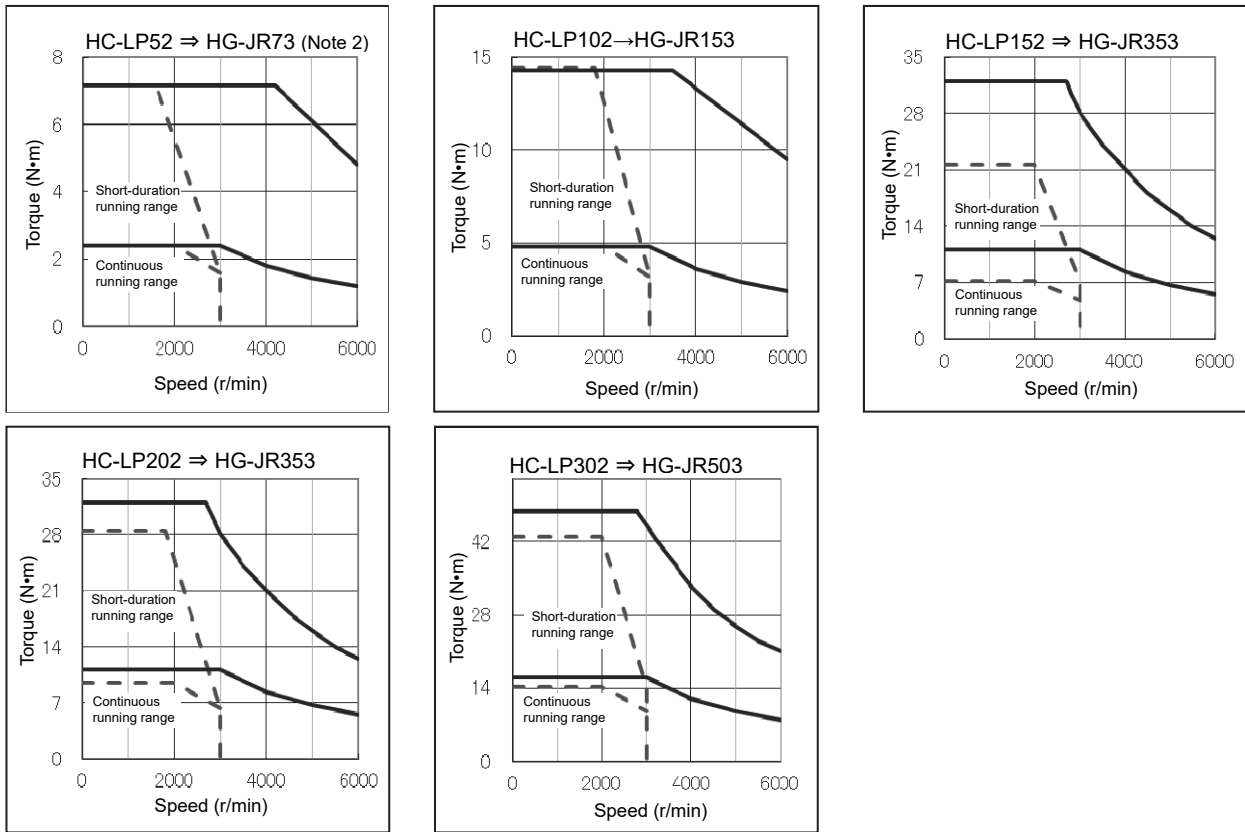 HC-LP52 ⇒ HG-JR73 (Note 2)
8
6
4
2
0
Torque (N•m)
Short-duration
running range
Continuous
running range
0 2000 4000 6000
Speed (r/min)
HC-LP102→HG-JR153
15
10
5
0
Torque (N•m)
Short-duration
running range
Continuous
running range
0 2000 4000 6000
Speed (r/min)
HC-LP152 ⇒ HG-JR353
35
28
21
14
7
0
Torque (N•m)
Short-duration
running range
Continuous
running range
0 2000 4000 6000
Speed (r/min)
HC-LP202 ⇒ HG-JR353
35
28
21
14
7
0
Torque (N•m)
Short-duration
running range
Continuous
running range
0 2000 4000 6000
Speed (r/min)
HC-LP302 ⇒ HG-JR503
42
28
14
0
Torque (N•m)
Short-duration
running range
Continuous
running range
0 2000 4000 6000
Speed (r/min)